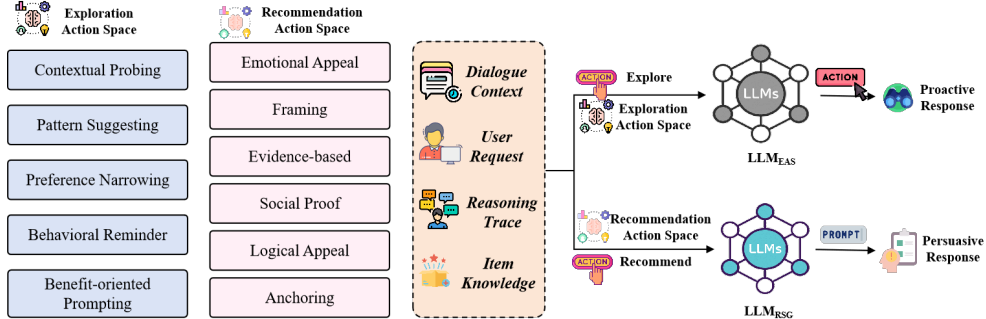 Exploration
Action Space
Contextual Probing
Pattern Suggesting
Preference Narrowing
Behavioral Reminder
Benefit-oriented
Prompting
Recommendation
Action Space
Emotional Appeal
Framing
Evidence-based
Social Proof
Logical Appeal
Anchoring
Dialogue
Context
User
Request
Reasoning
Trace
Item
Knowledge
ACTION
Explore
Exploration
Action Space
LLMs
LLM_EAS
ACTION
Proactive
Response
Recommendation
Action Space
ACTION
Recommend
LLMs
LLM_RSG
PROMPT
Persuasive
Response